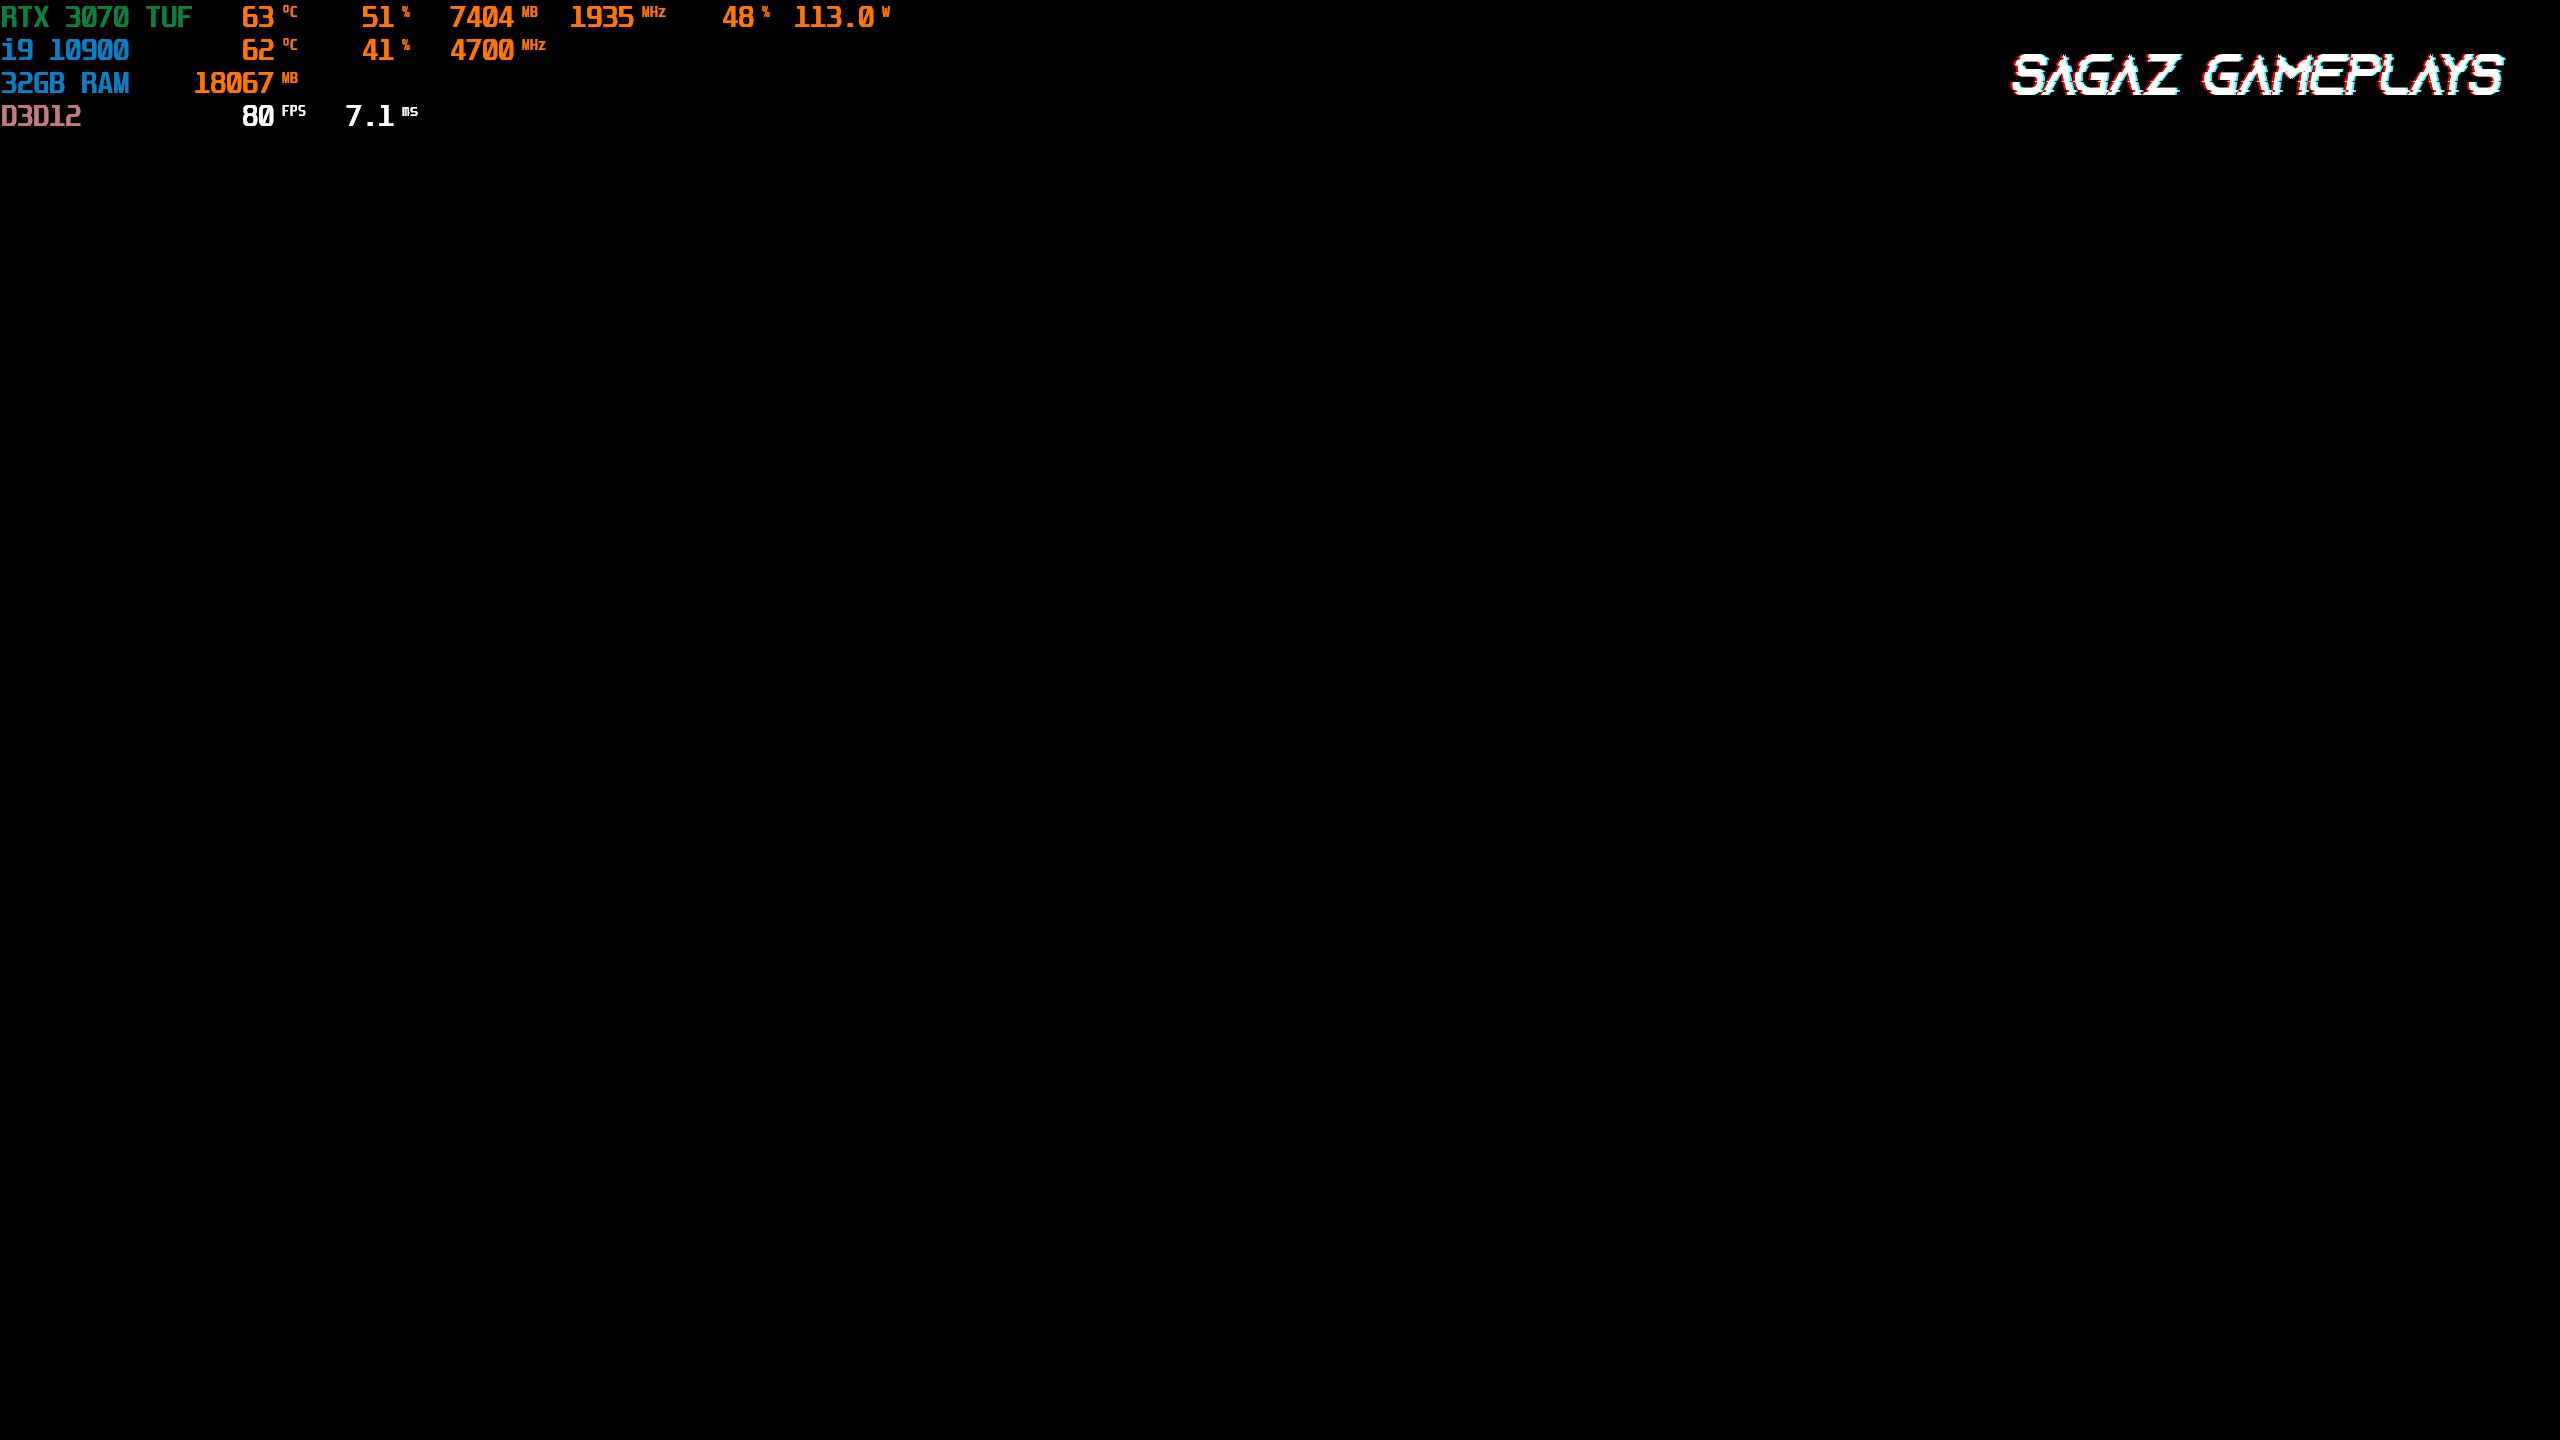 RTX 3070 TUF 63 °C 51 % 7404 MB 1935 MHz 48 % 113.0 W
i9 10900 62 °C 41 % 4700 MHz
32GB RAM 18067 MB
D3D12 80 FPS 7.1 ms
SAGAZ GAMEPLAYS